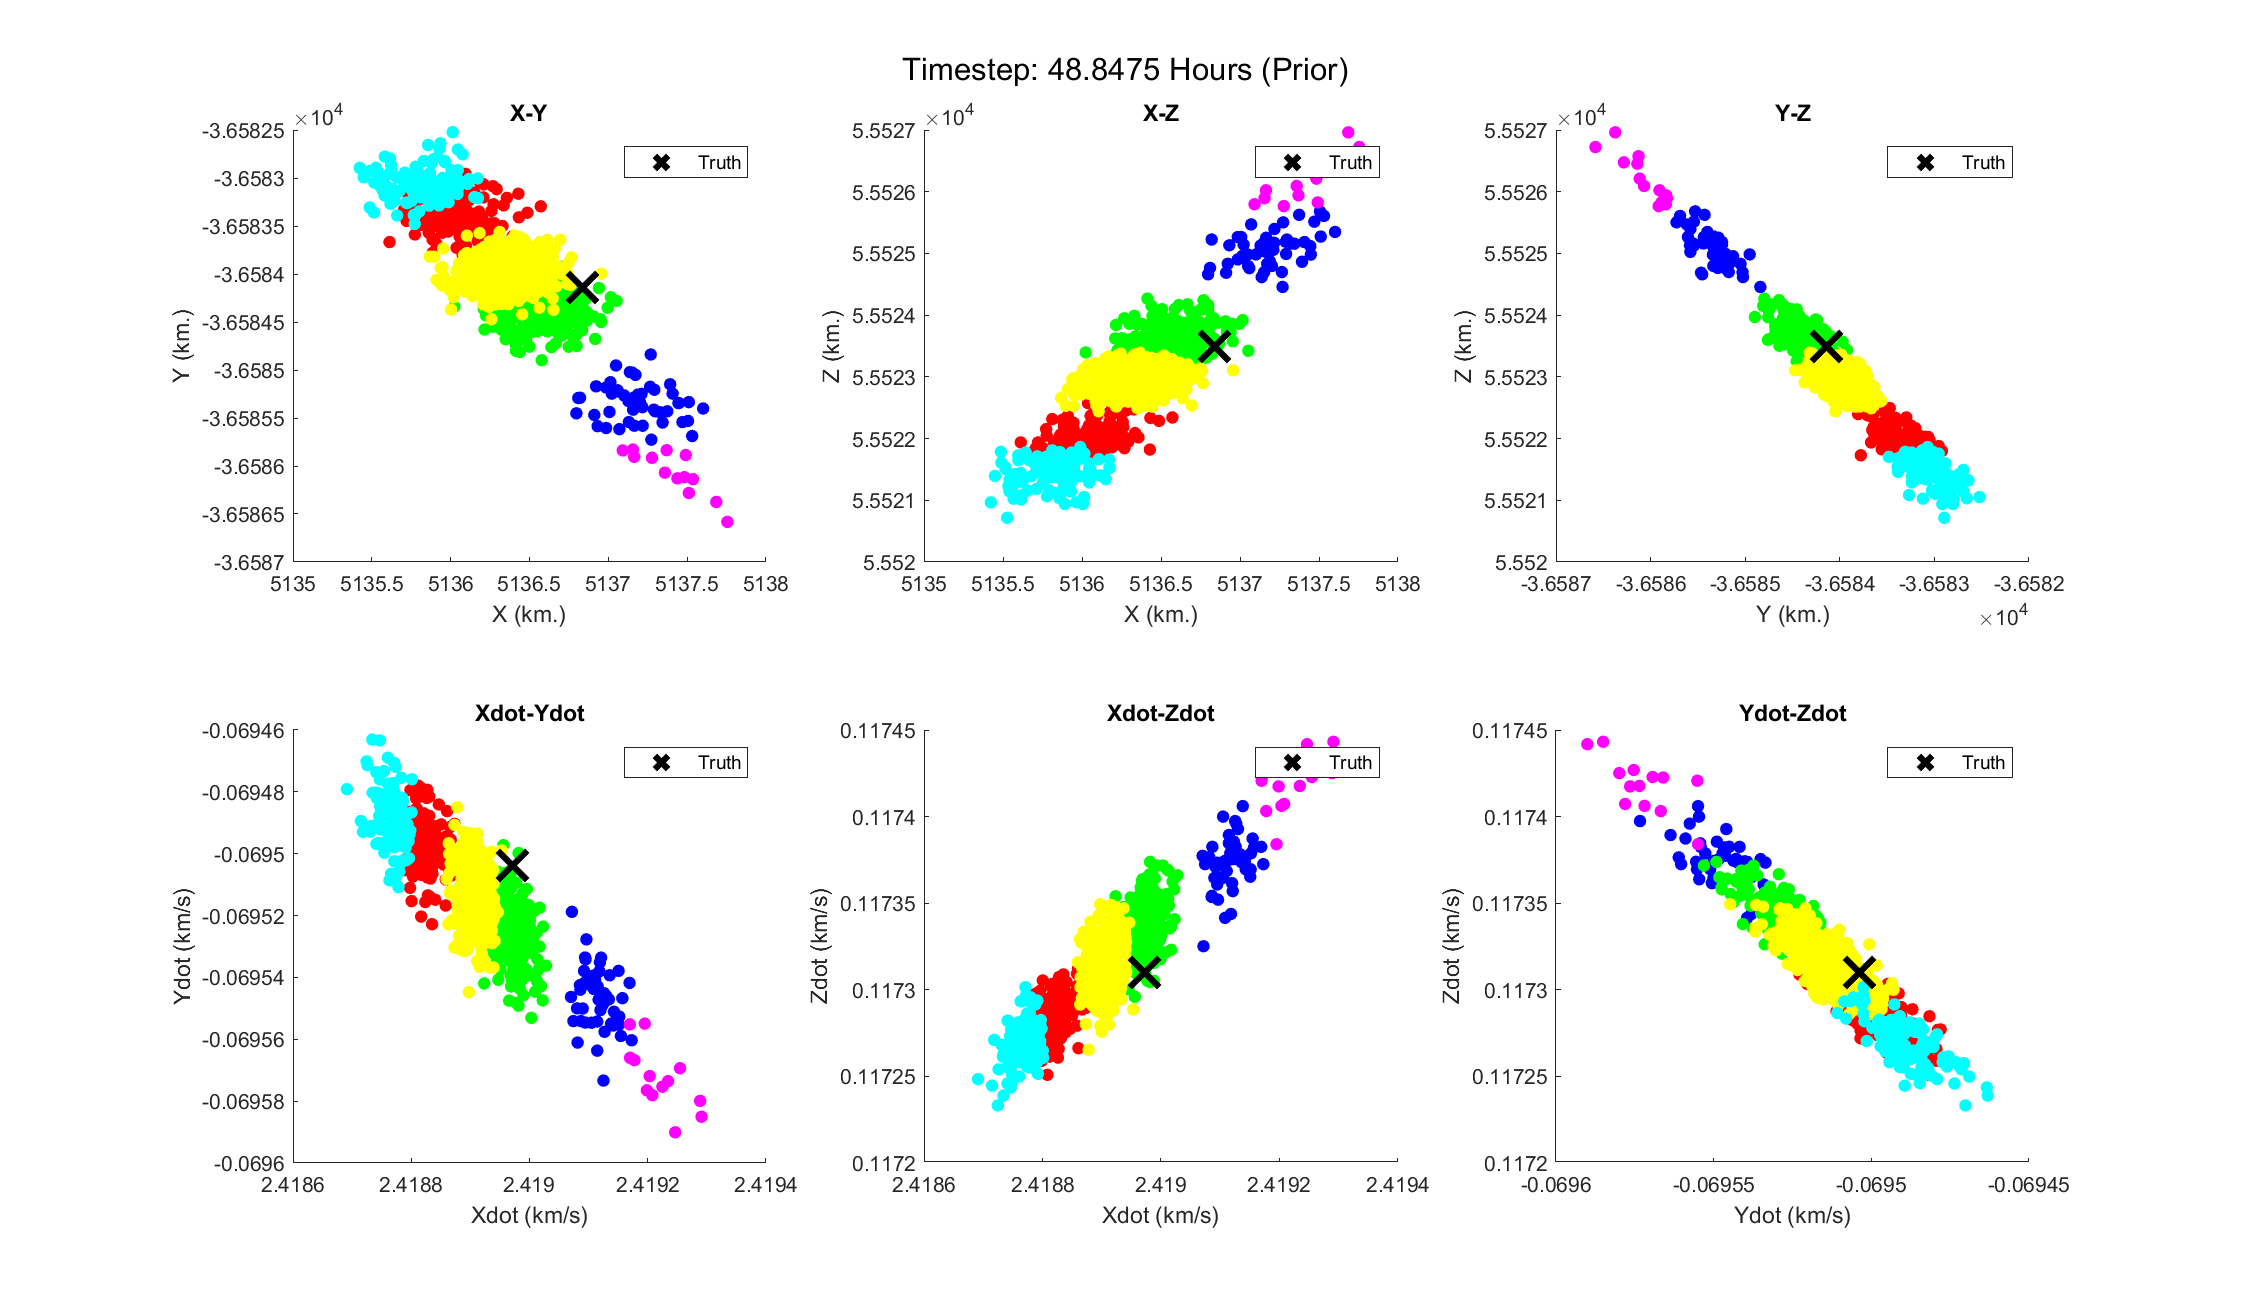 Timestep: 48.8475 Hours (Prior)
X-Y
×10⁴
-3.65825
-3.6583
-3.65835
-3.6584
-3.65845
-3.6585
-3.65855
-3.6586
-3.65865
-3.6587
Y (km.)
Truth
5135 5135.5 5136 5136.5 5137 5137.5 5138
X (km.)
X-Z
×10⁴
5.5527
5.5526
5.5525
5.5524
5.5523
5.5522
5.5521
5.552
Z (km.)
Truth
5135 5135.5 5136 5136.5 5137 5137.5 5138
X (km.)
Y-Z
×10⁴
5.5527
5.5526
5.5525
5.5524
5.5523
5.5522
5.5521
5.552
Z (km.)
Truth
-3.6587 -3.6586 -3.6585 -3.6584 -3.6583 -3.6582
Y (km.)
×10⁴
Xdot-Ydot
-0.06946
-0.06948
-0.0695
-0.06952
-0.06954
-0.06956
-0.06958
-0.0696
Ydot (km/s)
Truth
2.4186 2.4188 2.419 2.4192 2.4194
Xdot (km/s)
Xdot-Zdot
0.11745
0.1174
0.11735
0.1173
0.11725
0.1172
Zdot (km/s)
Truth
2.4186 2.4188 2.419 2.4192 2.4194
Xdot (km/s)
Ydot-Zdot
0.11745
0.1174
0.11735
0.1173
0.11725
0.1172
Zdot (km/s)
Truth
-0.0696 -0.06955 -0.0695 -0.06945
Ydot (km/s)